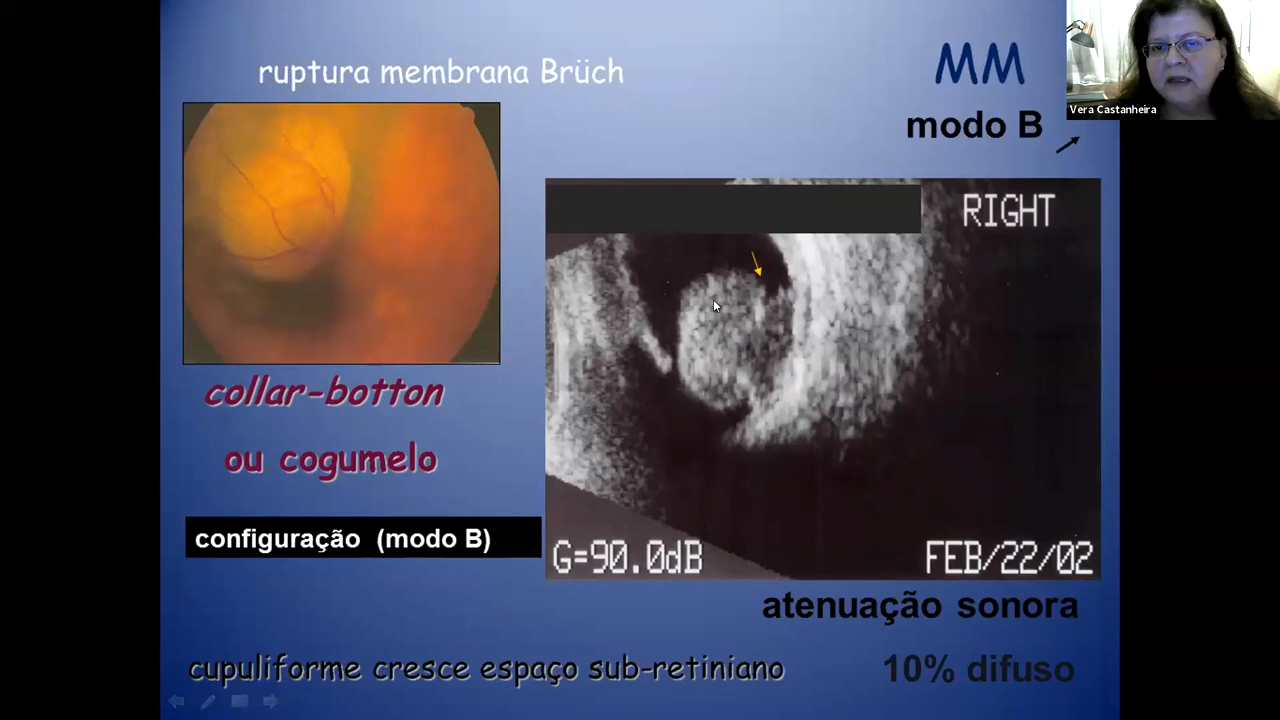 ruptura membrana Brüch
MM
modo B
Vera Castanheira
RIGHT
collar-botton
ou cogumelo
configuração (modo B)
G=90.0dB
FEB/22/02
atenuação sonora
cupuliforme cresce espaço sub-retiniano
10% difuso